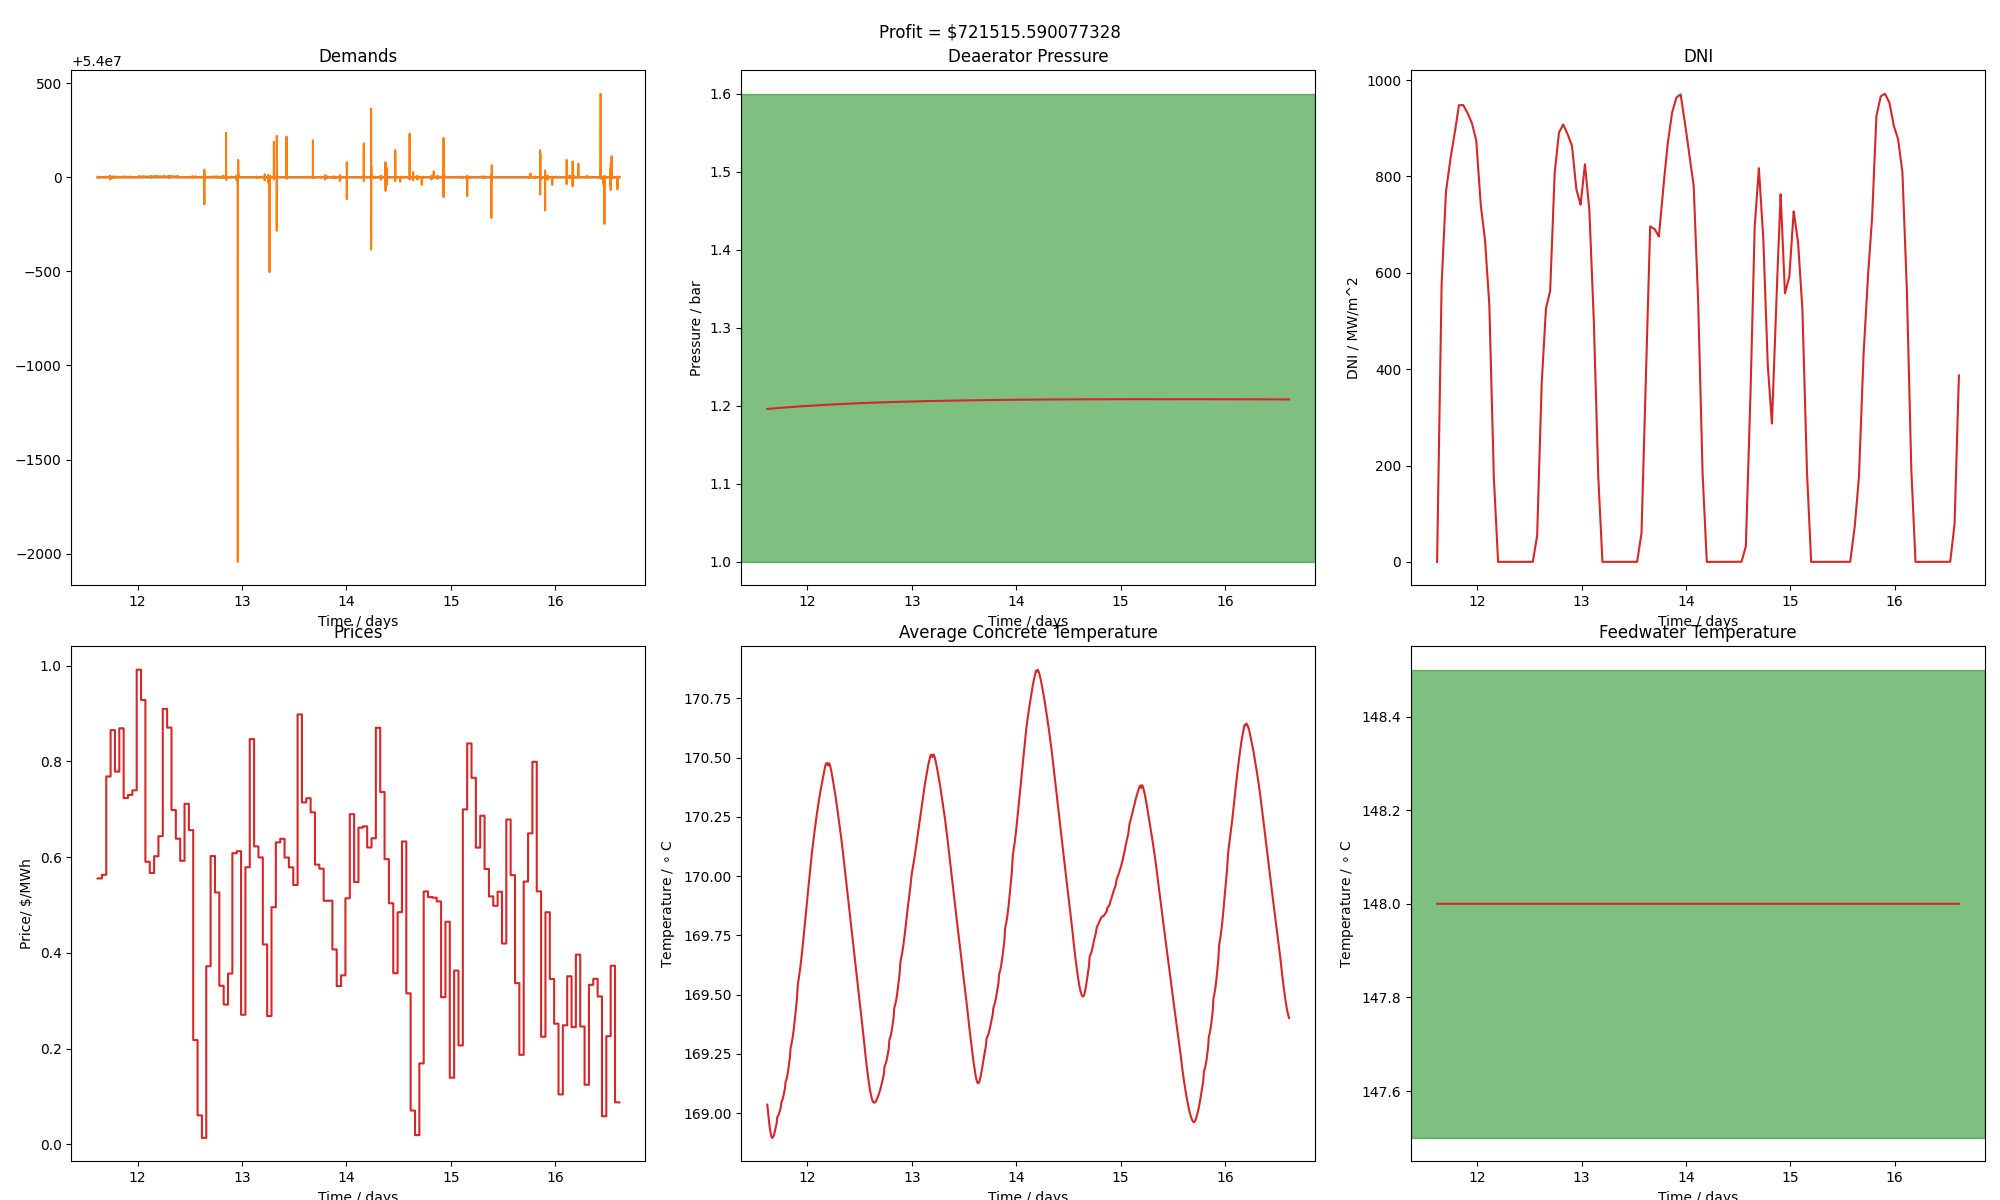 Profit = $721515.590077328
Demands
+5.4e7
500
0
−500
−1000
−1500
−2000
12 13 14 15 16
Time / days
Deaerator Pressure
Pressure / bar
1.6
1.5
1.4
1.3
1.2
1.1
1.0
12 13 14 15 16
Time / days
DNI
DNI / MW/m^2
1000
800
600
400
200
0
12 13 14 15 16
Time / days
Prices
Price/ $/MWh
1.0
0.8
0.6
0.4
0.2
0.0
12 13 14 15 16
Time / days
Average Concrete Temperature
Temperature / ∘ C
170.75
170.50
170.25
170.00
169.75
169.50
169.25
169.00
12 13 14 15 16
Time / days
Feedwater Temperature
Temperature / ∘ C
148.4
148.2
148.0
147.8
147.6
12 13 14 15 16
Time / days